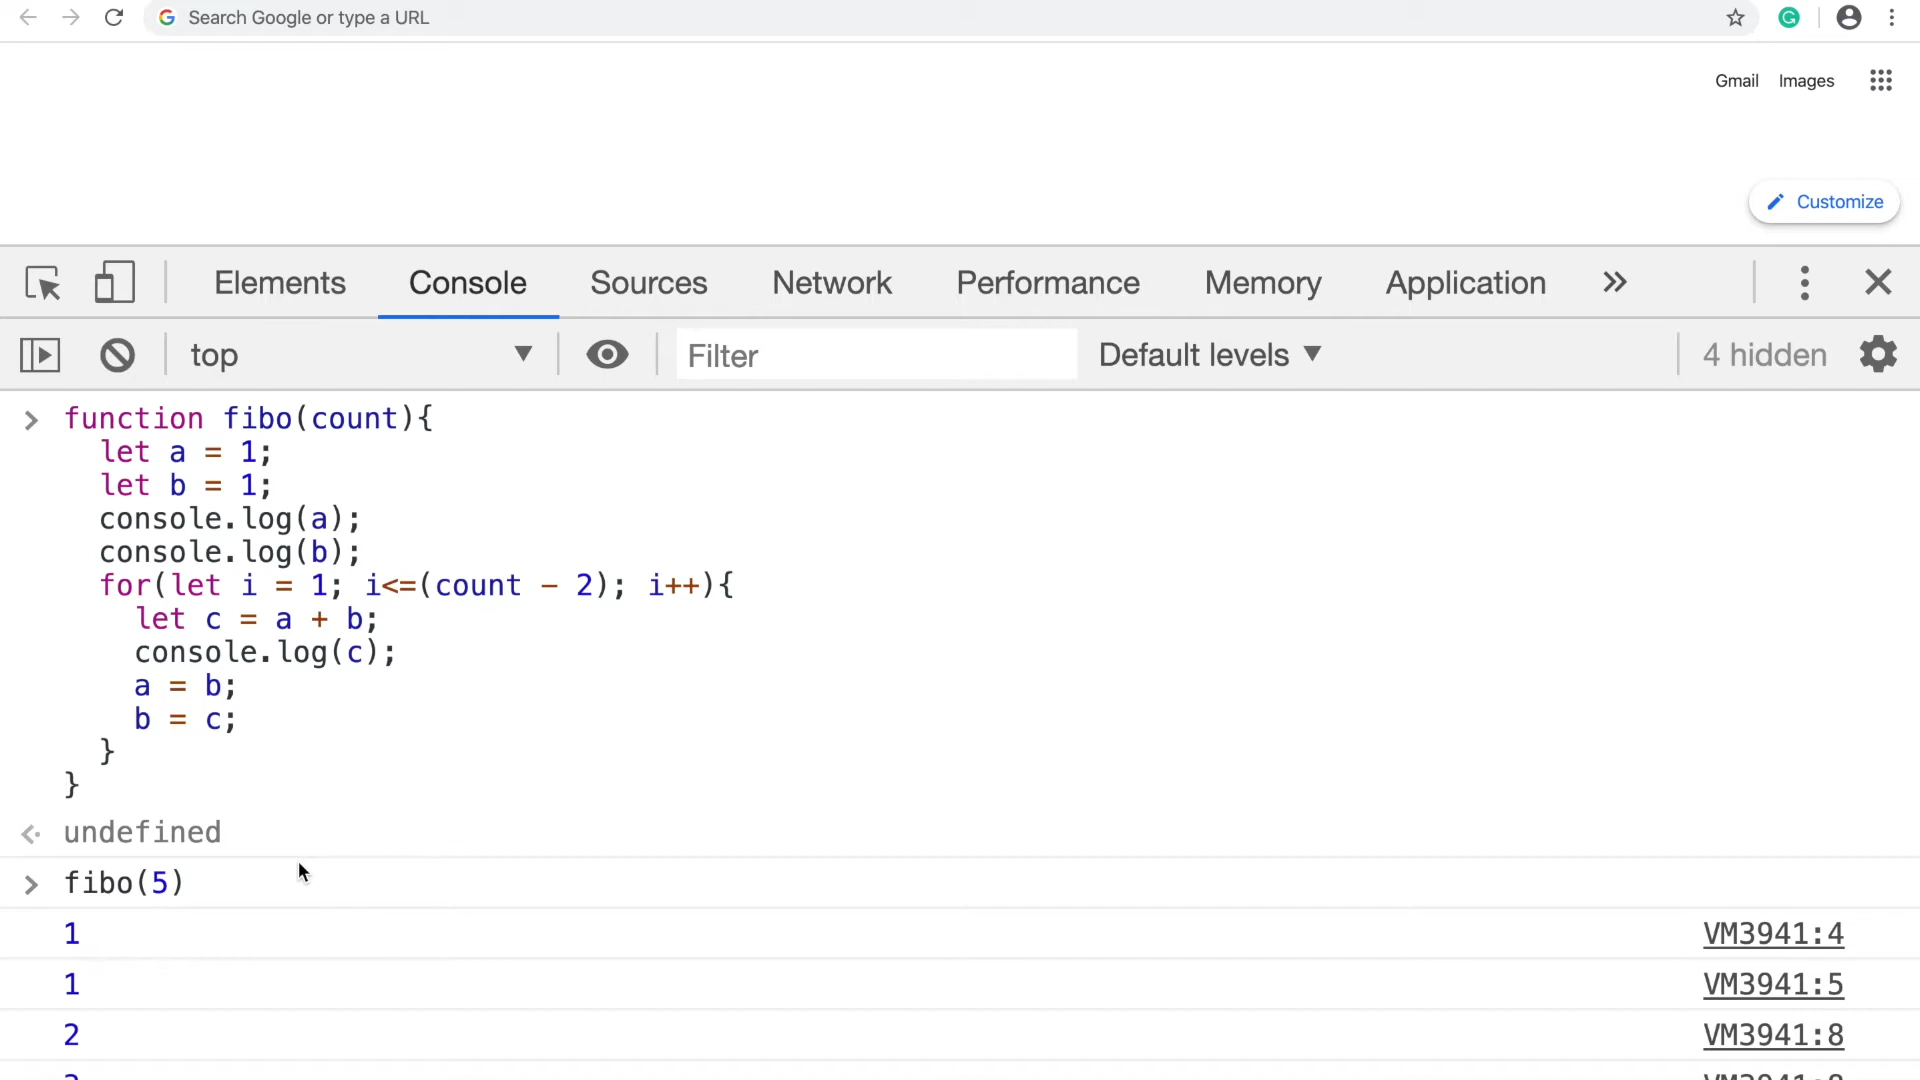 Search Google or type a URL
Gmail Images
Customize
Elements Console Sources Network Performance Memory Application
top Filter Default levels 4 hidden
function fibo(count){
  let a = 1;
  let b = 1;
  console.log(a);
  console.log(b);
  for(let i = 1; i<=(count - 2); i++){
    let c = a + b;
    console.log(c);
    a = b;
    b = c;
  }
}
undefined
fibo(5)
1 VM3941:4
1 VM3941:5
2 VM3941:8